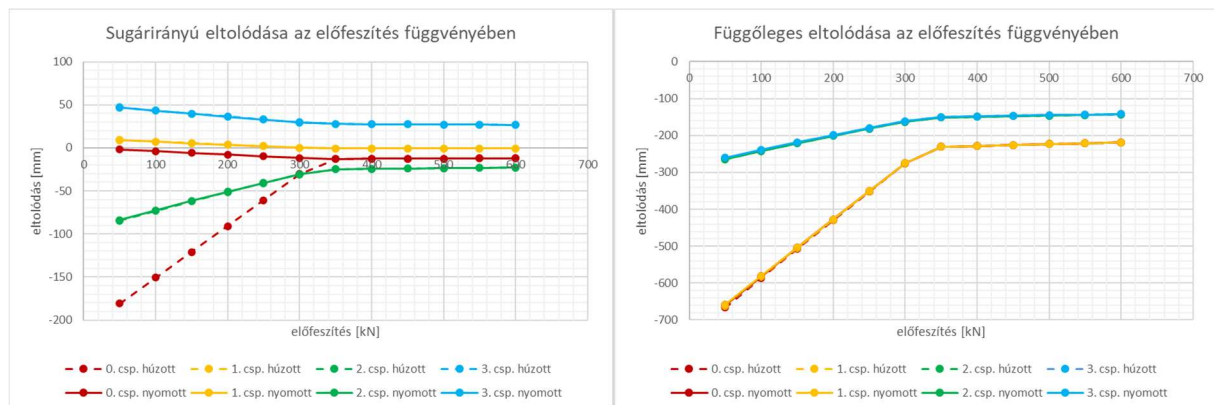 Sugárirányú eltolódása az előfeszítés függvényében
100
50
0
-50
-100
-150
-200
0 100 200 300 400 500 600 700
eltolódás [mm]
előfeszítés [kN]
0. csp. húzott 1. csp. húzott 2. csp. húzott 3. csp. húzott
0. csp. nyomott 1. csp. nyomott 2. csp. nyomott 3. csp. nyomott
Függőleges eltolódása az előfeszítés függvényében
0 100 200 300 400 500 600 700
0
-100
-200
-300
-400
-500
-600
-700
eltolódás [mm]
előfeszítés [kN]
0. csp. húzott 1. csp. húzott 2. csp. húzott 3. csp. húzott
0. csp. nyomott 1. csp. nyomott 2. csp. nyomott 3. csp. nyomott